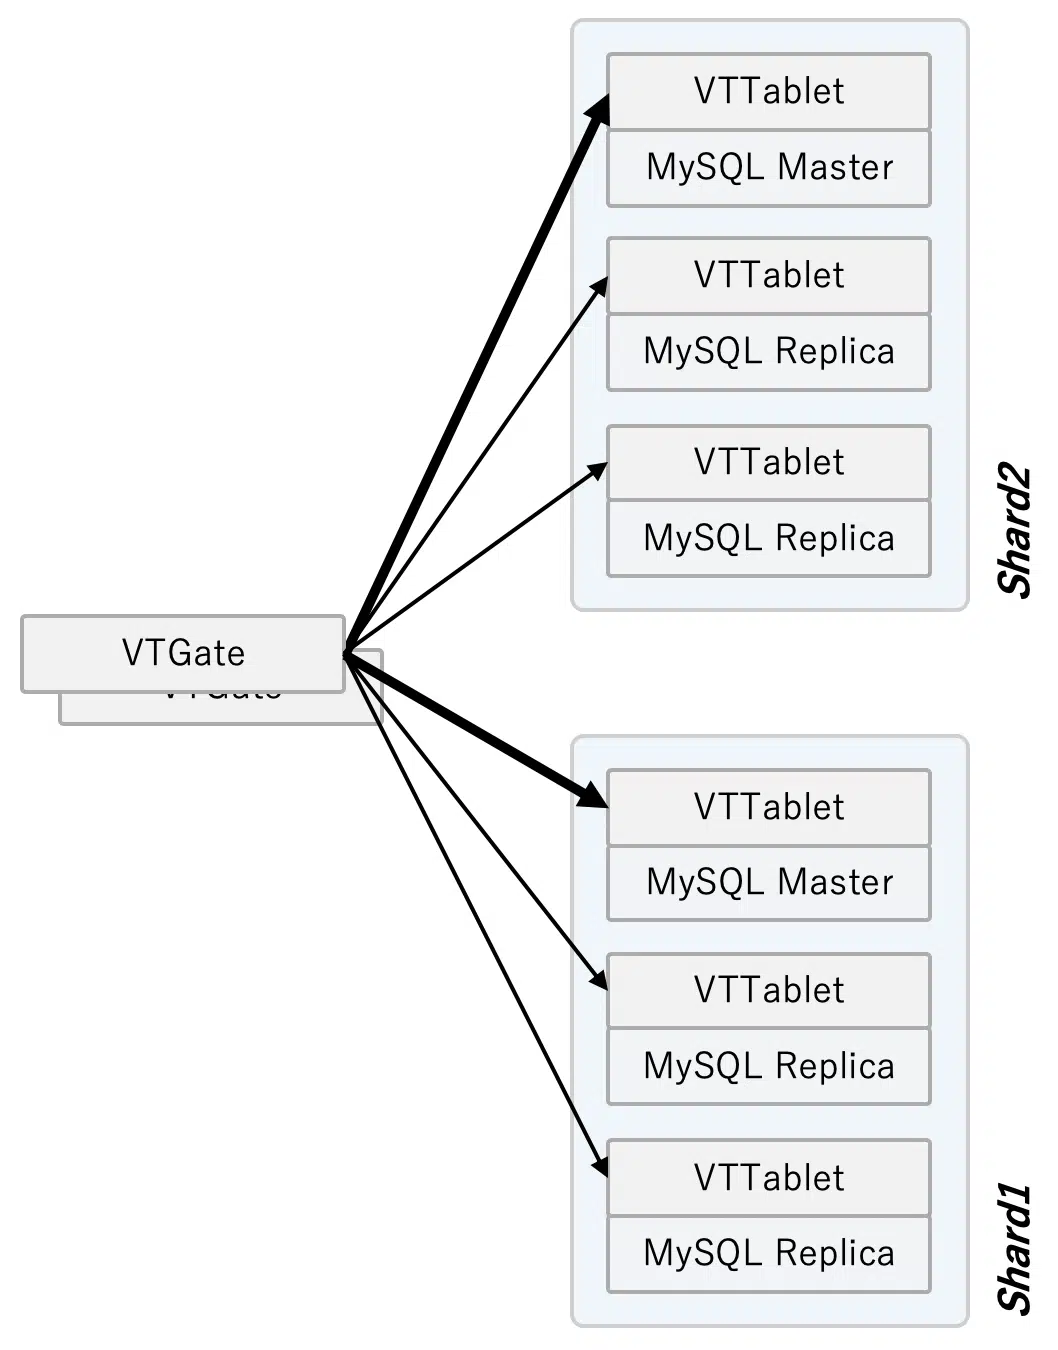 VTTablet
MySQL Master
VTTablet
MySQL Replica
VTTablet
MySQL Replica
Shard2
VTGate
VTGate
VTTablet
MySQL Master
VTTablet
MySQL Replica
VTTablet
MySQL Replica
Shard1